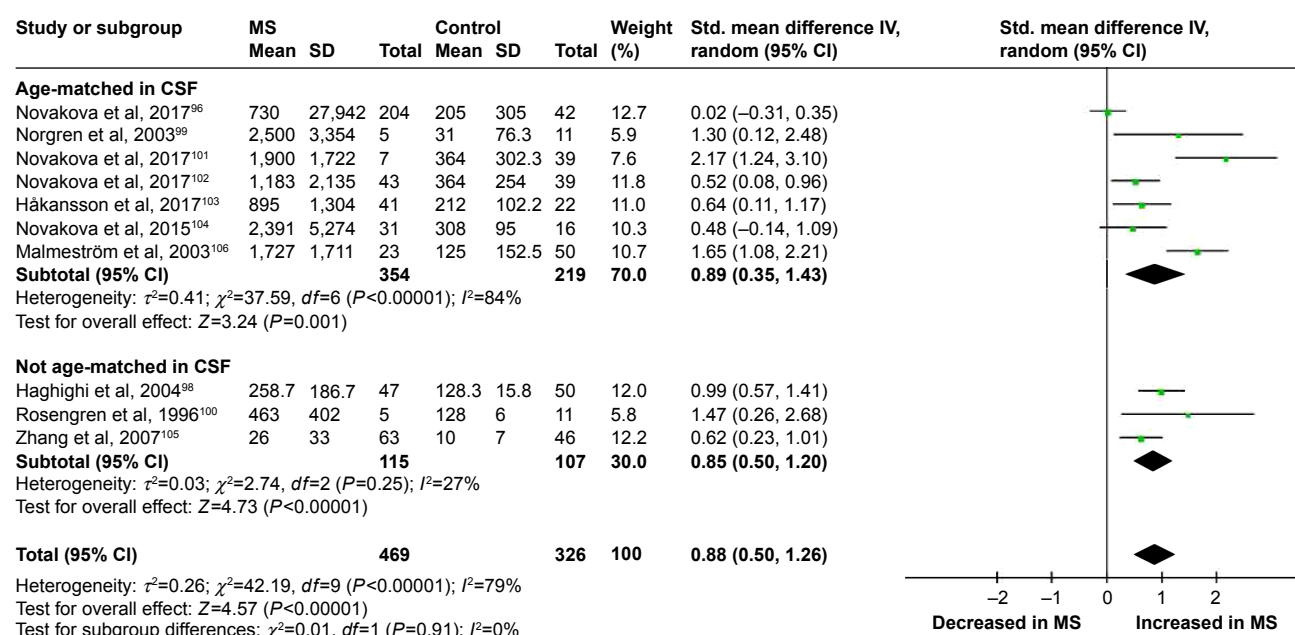 Study or subgroup MS Control Weight Std. mean difference IV, Std. mean difference IV,
Mean SD Total Mean SD Total (%) random (95% CI) random (95% CI)
Age-matched in CSF
Novakova et al, 2017⁹⁶ 730 27,942 204 205 305 42 12.7 0.02 (–0.31, 0.35)
Norgren et al, 2003⁹⁹ 2,500 3,354 5 31 76.3 11 5.9 1.30 (0.12, 2.48)
Novakova et al, 2017¹⁰¹ 1,900 1,722 7 364 302.3 39 7.6 2.17 (1.24, 3.10)
Novakova et al, 2017¹⁰² 1,183 2,135 43 364 254 39 11.8 0.52 (0.08, 0.96)
Håkansson et al, 2017¹⁰³ 895 1,304 41 212 102.2 22 11.0 0.64 (0.11, 1.17)
Novakova et al, 2015¹⁰⁴ 2,391 5,274 31 308 95 16 10.3 0.48 (–0.14, 1.09)
Malmeström et al, 2003¹⁰⁶ 1,727 1,711 23 125 152.5 50 10.7 1.65 (1.08, 2.21)
Subtotal (95% CI) 354 219 70.0 0.89 (0.35, 1.43)
Heterogeneity: τ²=0.41; χ²=37.59, df=6 (P<0.00001); I²=84%
Test for overall effect: Z=3.24 (P=0.001)
Not age-matched in CSF
Haghighi et al, 2004⁹⁸ 258.7 186.7 47 128.3 15.8 50 12.0 0.99 (0.57, 1.41)
Rosengren et al, 1996¹⁰⁰ 463 402 5 128 6 11 5.8 1.47 (0.26, 2.68)
Zhang et al, 2007¹⁰⁵ 26 33 63 10 7 46 12.2 0.62 (0.23, 1.01)
Subtotal (95% CI) 115 107 30.0 0.85 (0.50, 1.20)
Heterogeneity: τ²=0.03; χ²=2.74, df=2 (P=0.25); I²=27%
Test for overall effect: Z=4.73 (P<0.00001)
Total (95% CI) 469 326 100 0.88 (0.50, 1.26)
Heterogeneity: τ²=0.26; χ²=42.19, df=9 (P<0.00001); I²=79%
Test for overall effect: Z=4.57 (P<0.00001)
Test for subgroup differences: χ²=0.01, df=1 (P=0.91); I²=0%
–2 –1 0 1 2
Decreased in MS Increased in MS